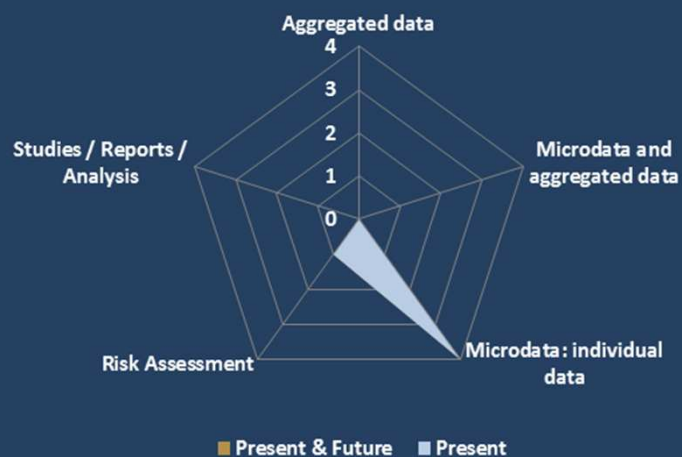 Aggregated data
4
3
2
1
0
Studies / Reports /
Analysis
Microdata and
aggregated data
Risk Assessment
Microdata: individual
data
Present & Future
Present